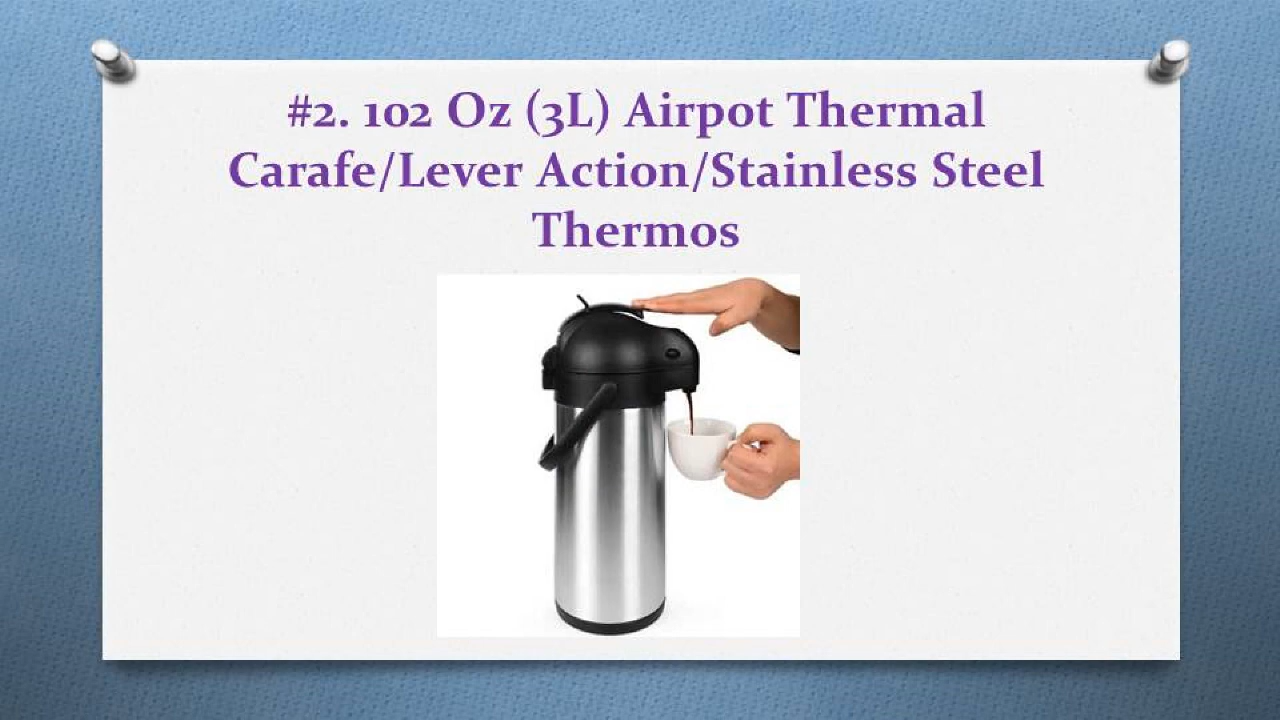 #2. 102 Oz (3L) Airpot Thermal
Carafe/Lever Action/Stainless Steel
Thermos